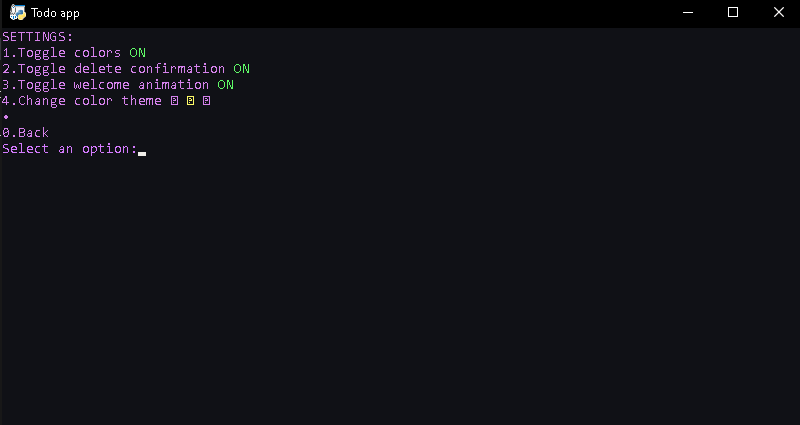 Todo app
SETTINGS:
1.Toggle colors ON
2.Toggle delete confirmation ON
3.Toggle welcome animation ON
4.Change color theme ⍰ ⍰ ⍰
•
0.Back
Select an option: